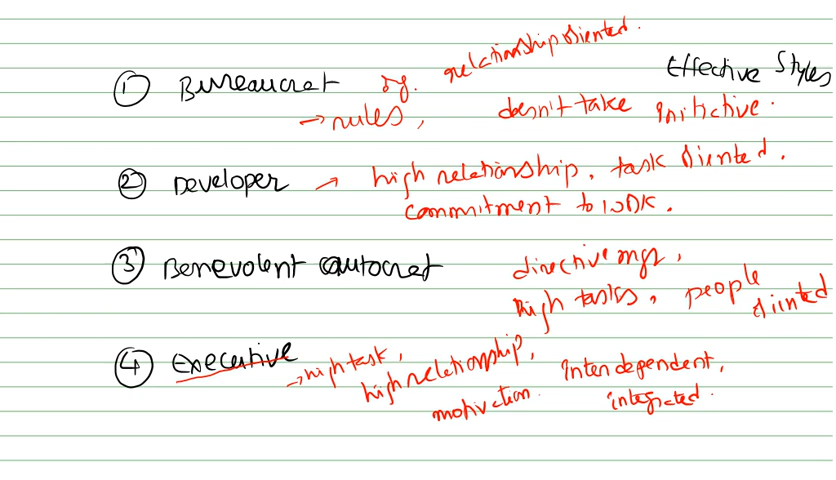 Effective Styles
① Bureaucrat relationship oriented.
→ rules, doesn't take initiative.
② Developer → high relationship, task oriented.
commitment to work.
③ Benevolent autocrat directive mgr,
high tasks, people oriented
④ Executive → high task, high relationship, motivation. Interdependent, integrated.